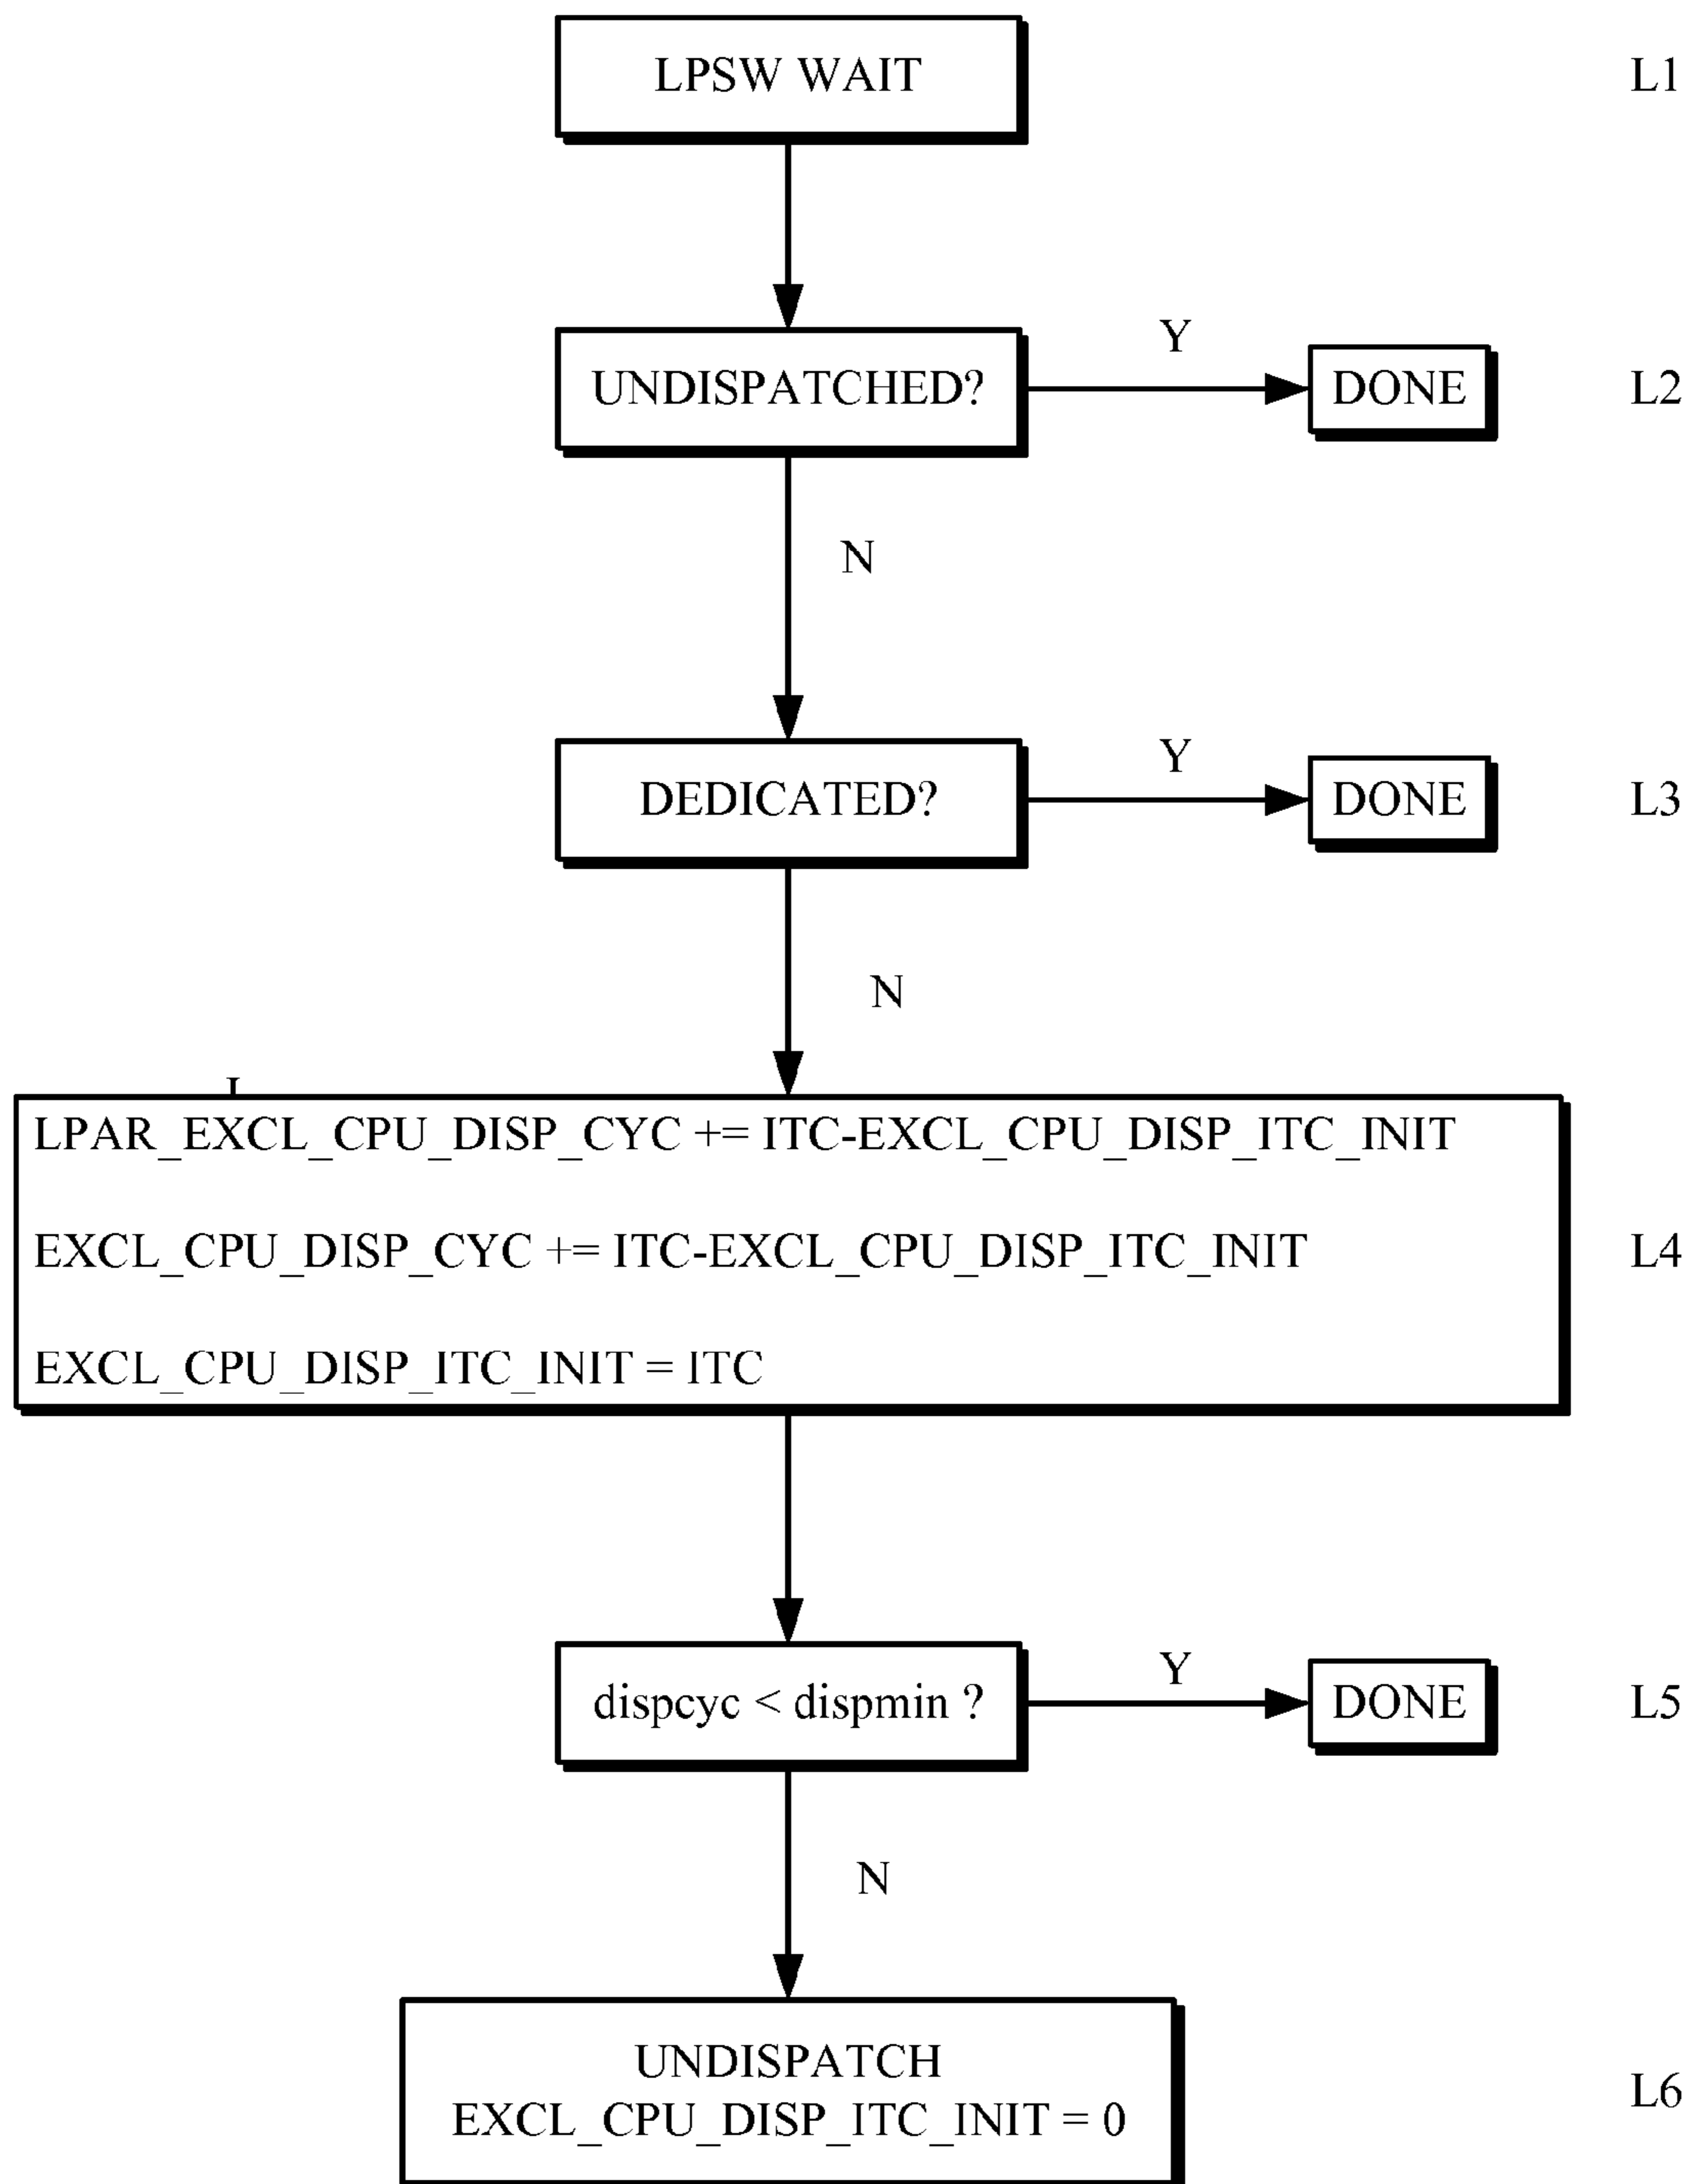 LPSW WAIT
L1
UNDISPATCHED?
Y
DONE
L2
N
DEDICATED?
Y
DONE
L3
N
LPAR_EXCL_CPU_DISP_CYC += ITC-EXCL_CPU_DISP_ITC_INIT
EXCL_CPU_DISP_CYC += ITC-EXCL_CPU_DISP_ITC_INIT
L4
EXCL_CPU_DISP_ITC_INIT = ITC
dispcyc < dispmin ?
Y
DONE
L5
N
UNDISPATCH
EXCL_CPU_DISP_ITC_INIT = 0
L6